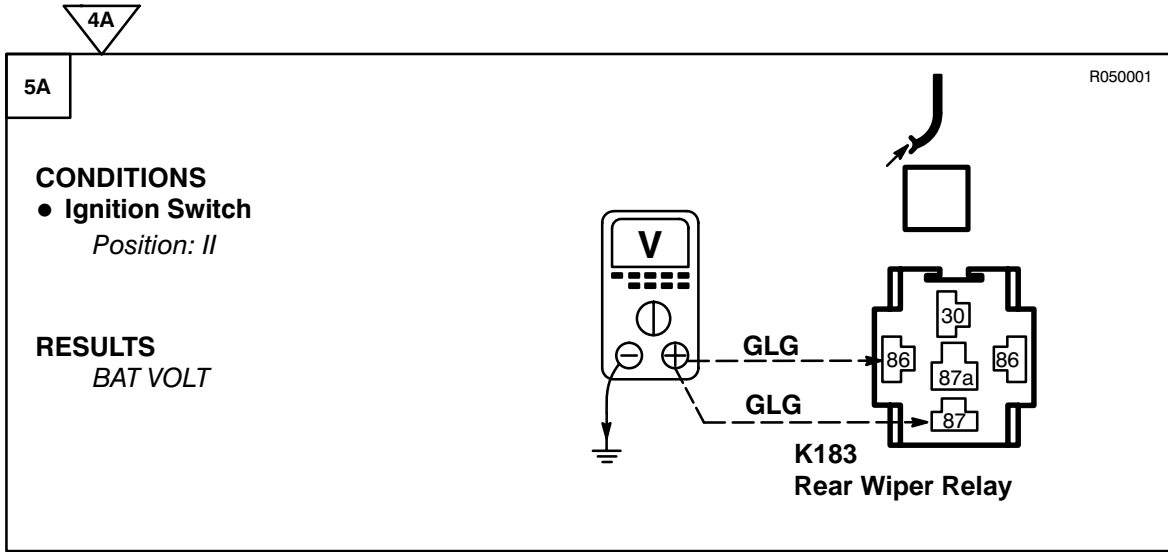 4A
5A
R050001
CONDITIONS
● Ignition Switch
Position: II
RESULTS
BAT VOLT
V
GLG
GLG
30
86
87a
86
87
K183
Rear Wiper Relay